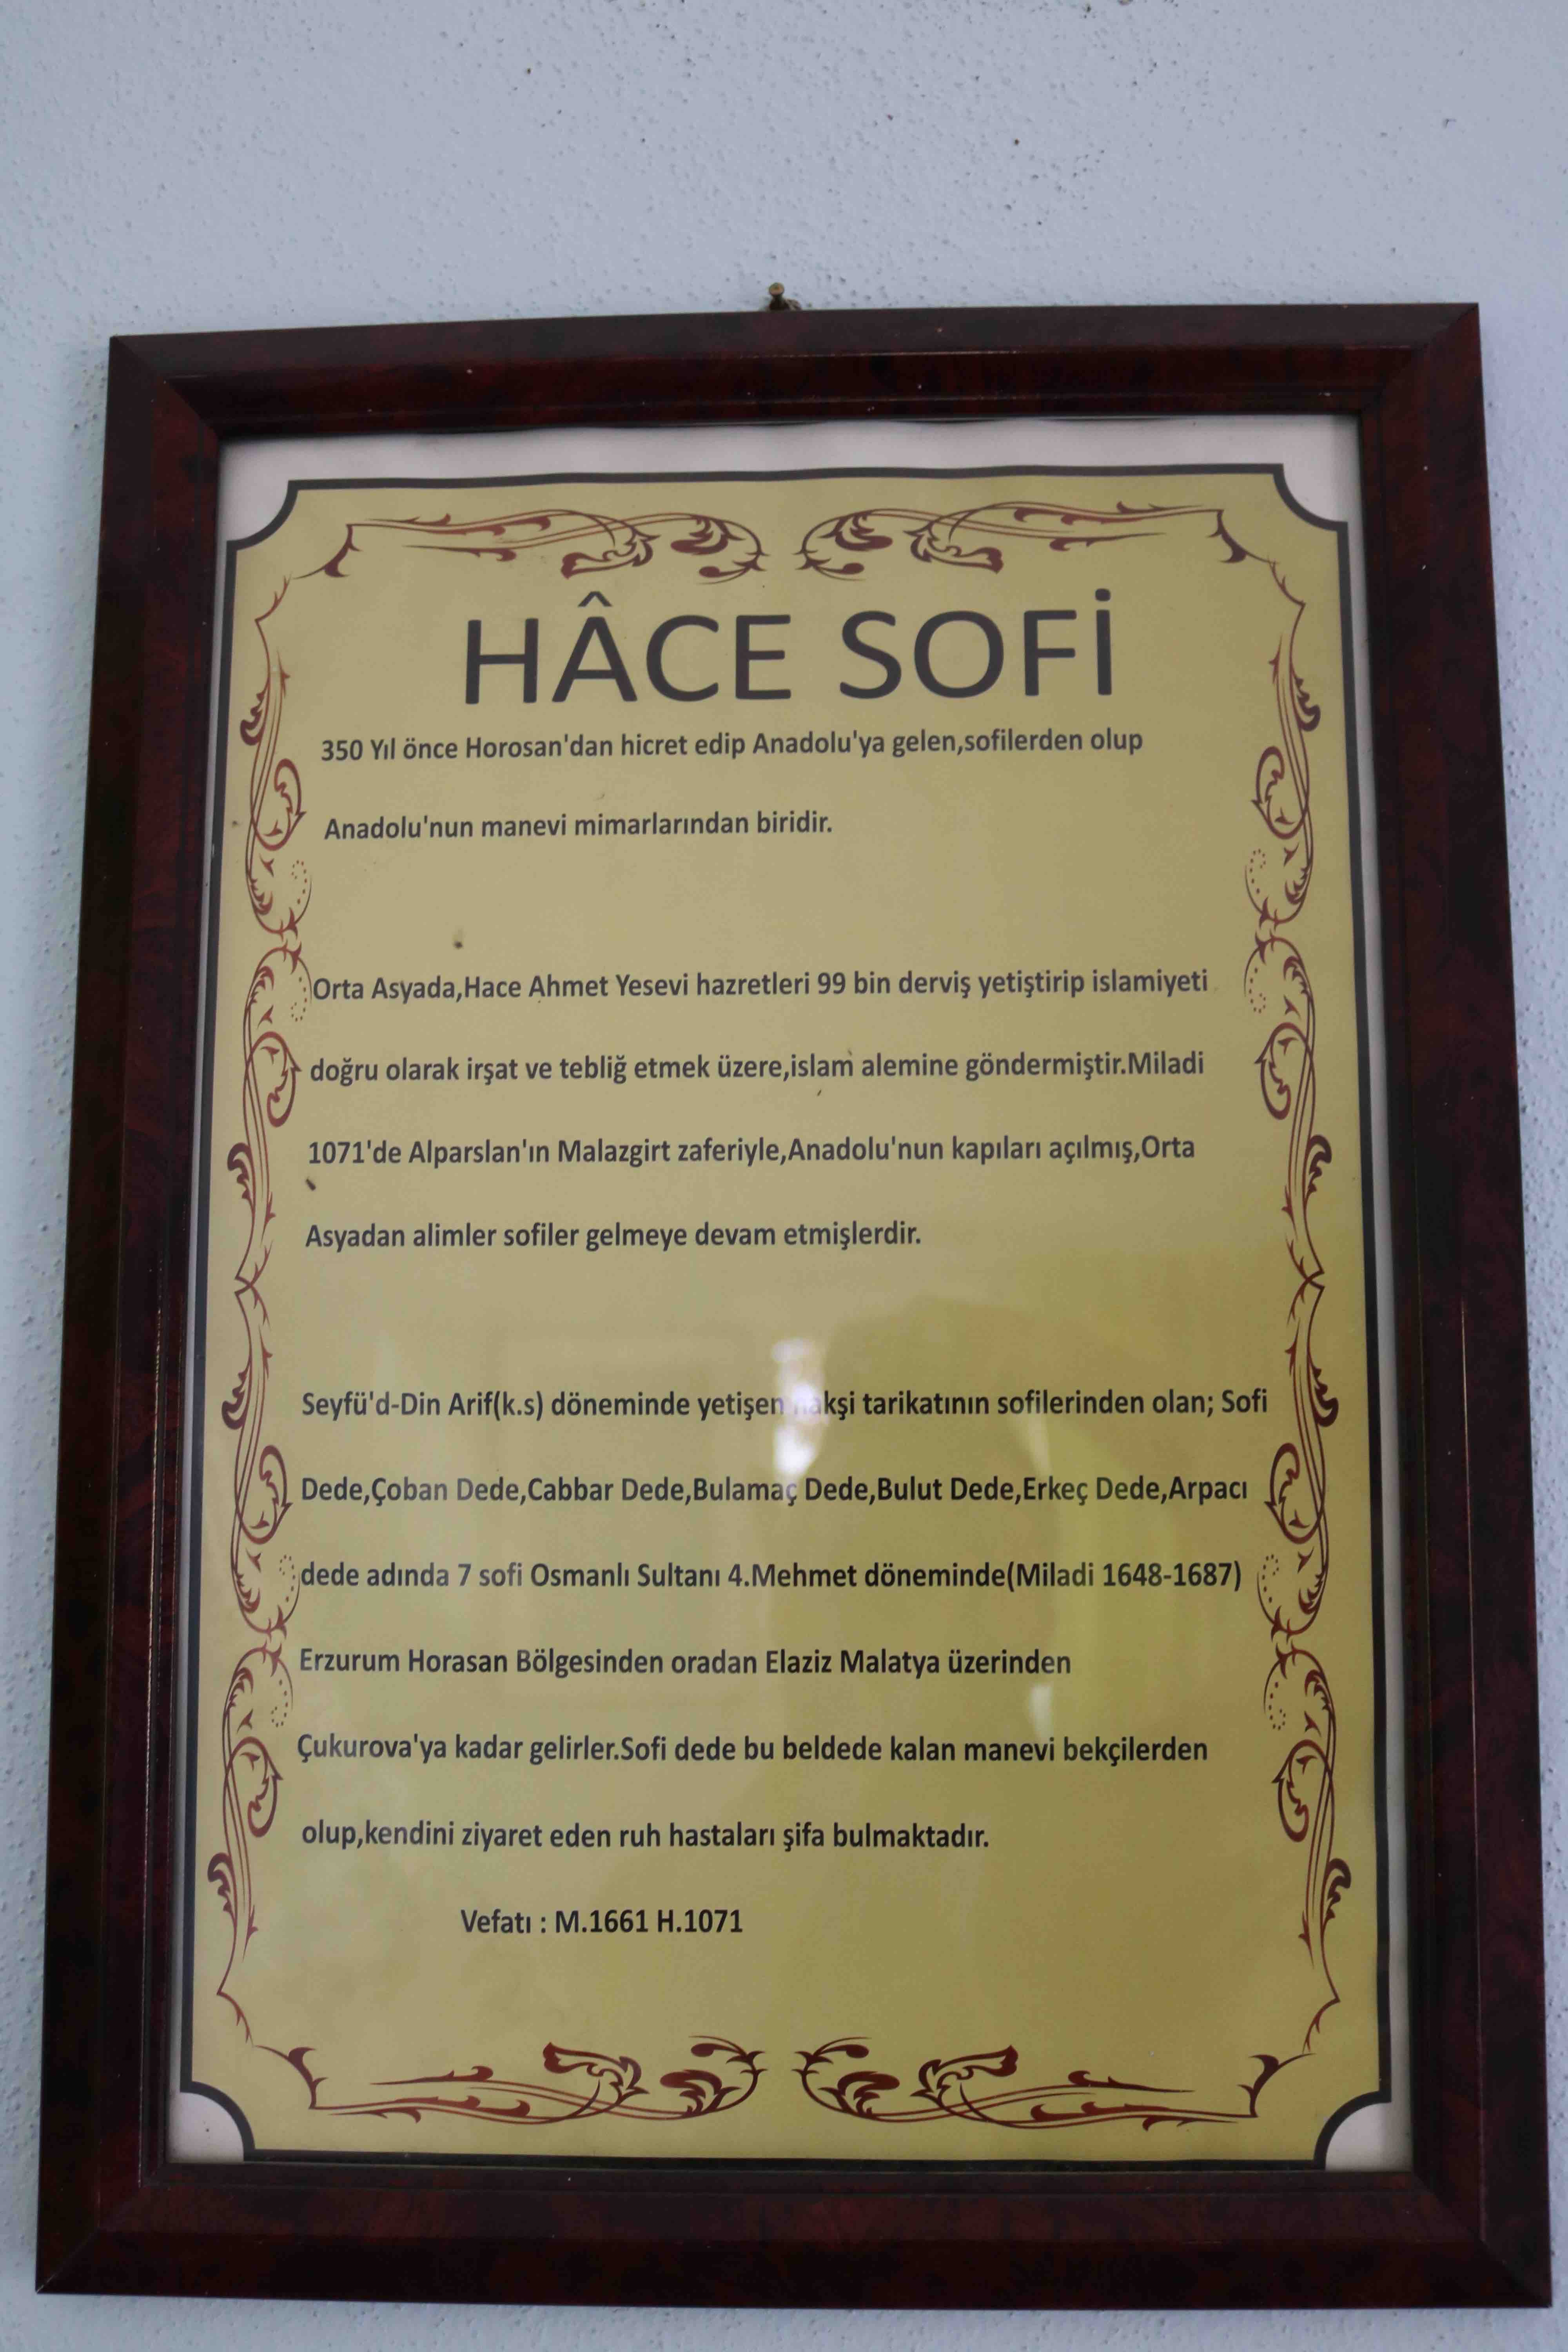 HÂCE SOFİ
350 Yıl önce Horosan'dan hicret edip Anadolu'ya gelen,sofilerden olup
Anadolu'nun manevi mimarlarından biridir.
Orta Asyada,Hace Ahmet Yesevi hazretleri 99 bin derviş yetiştirip islamiyeti
doğru olarak irşat ve tebliğ etmek üzere,islam alemine göndermiştir.Miladi
1071'de Alparslan'ın Malazgirt zaferiyle,Anadolu'nun kapıları açılmış,Orta
Asyadan alimler sofiler gelmeye devam etmişlerdir.
Seyfü'd-Din Arif(k.s) döneminde yetişen nakşi tarikatının sofilerinden olan; Sofi
Dede,Çoban Dede,Cabbar Dede,Bulamaç Dede,Bulut Dede,Erkeç Dede,Arpacı
dede adında 7 sofi Osmanlı Sultanı 4.Mehmet döneminde(Miladi 1648-1687)
Erzurum Horasan Bölgesinden oradan Elaziz Malatya üzerinden
Çukurova'ya kadar gelirler.Sofi dede bu beldede kalan manevi bekçilerden
olup,kendini ziyaret eden ruh hastaları şifa bulmaktadır.
Vefatı : M.1661 H.1071